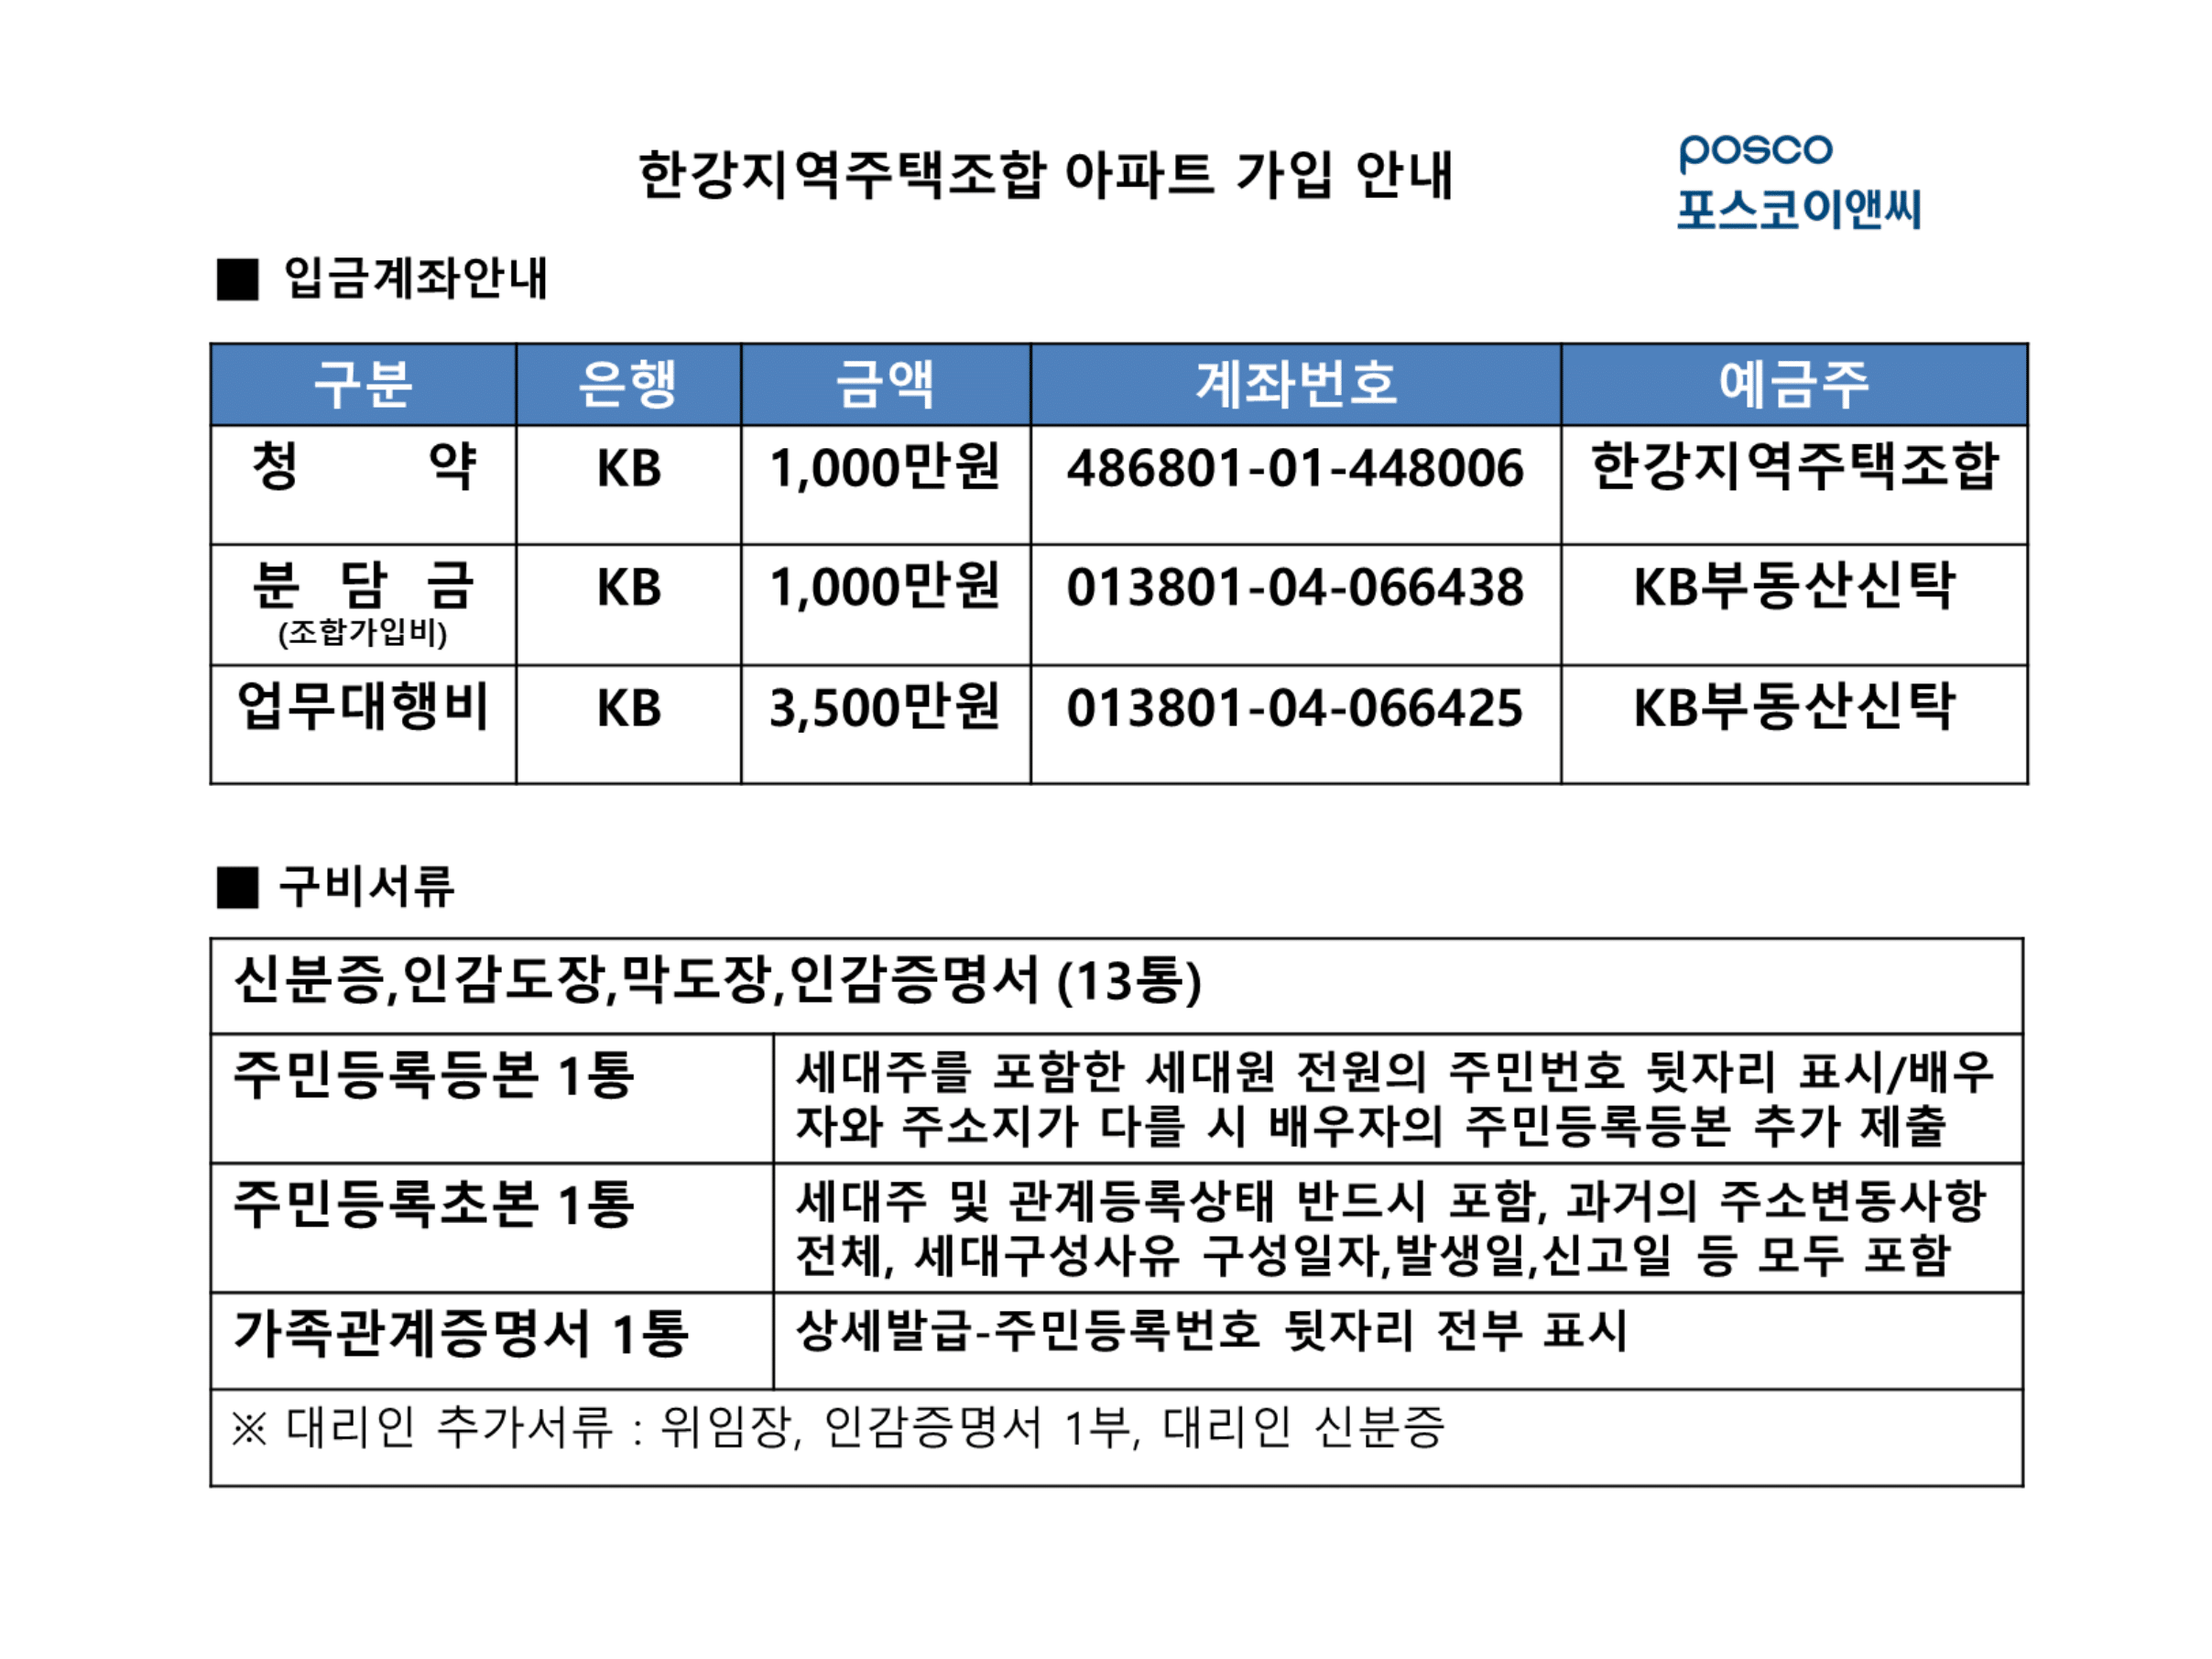 한강지역주택조합 아파트 가입 안내
posco
포스코이앤씨
■ 입금계좌안내
구분 은행 금액 계좌번호 예금주
청 약 KB 1,000만원 486801-01-448006 한강지역주택조합
분 담 금 KB 1,000만원 013801-04-066438 KB부동산신탁
(조합가입비)
업무대행비 KB 3,500만원 013801-04-066425 KB부동산신탁
■ 구비서류
신분증,인감도장,막도장,인감증명서 (13통)
주민등록등본 1통 세대주를 포함한 세대원 전원의 주민번호 뒷자리 표시/배우
자와 주소지가 다를 시 배우자의 주민등록등본 추가 제출
주민등록초본 1통 세대주 및 관계등록상태 반드시 포함, 과거의 주소변동사항
전체, 세대구성사유 구성일자,발생일,신고일 등 모두 포함
가족관계증명서 1통 상세발급-주민등록번호 뒷자리 전부 표시
※ 대리인 추가서류 : 위임장, 인감증명서 1부, 대리인 신분증